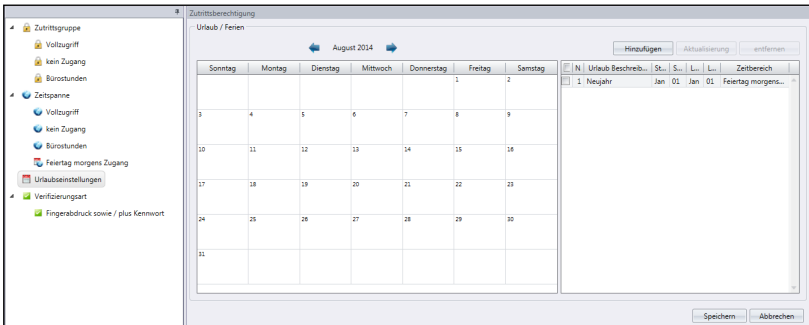 Zutrittsgruppe
Vollzugriff
kein Zugang
Bürostunden
Zeitspanne
Vollzugriff
kein Zugang
Bürostunden
Feiertag morgens Zugang
Urlaubseinstellungen
Verifizierungsart
Fingerabdruck sowie / plus Kennwort
Zutrittsberechtigung
Urlaub / Ferien
August 2014
Hinzufügen Aktualisierung entfernen
Sonntag Montag Dienstag Mittwoch Donnerstag Freitag Samstag
1 2
3 4 5 6 7 8 9
10 11 12 13 14 15 16
17 18 19 20 21 22 23
24 25 26 27 28 29 30
31
N Urlaub Beschreib... St... S... L... L... Zeitbereich
1 Neujahr Jan 01 Jan 01 Feiertag morgens...
Speichern Abbrechen